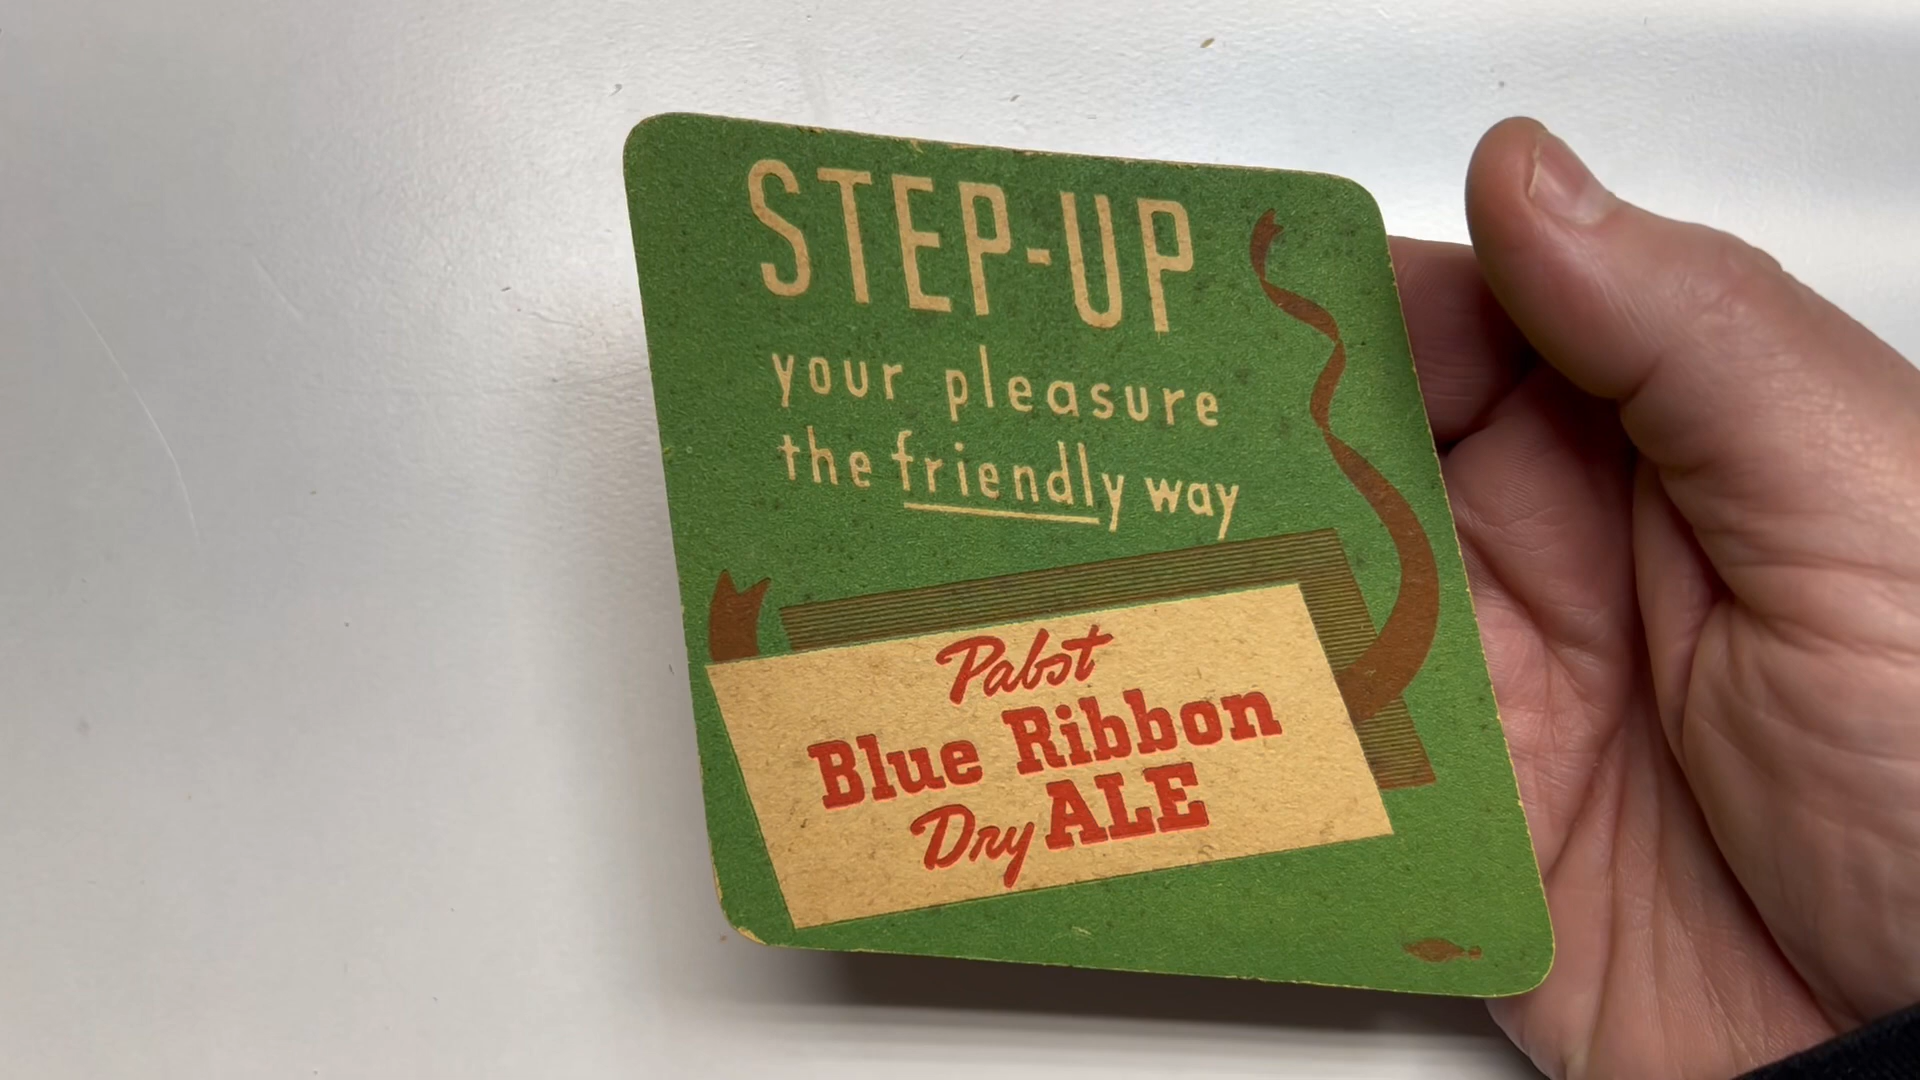 STEP-UP
your pleasure
the friendly way
Pabst
Blue Ribbon
Dry ALE